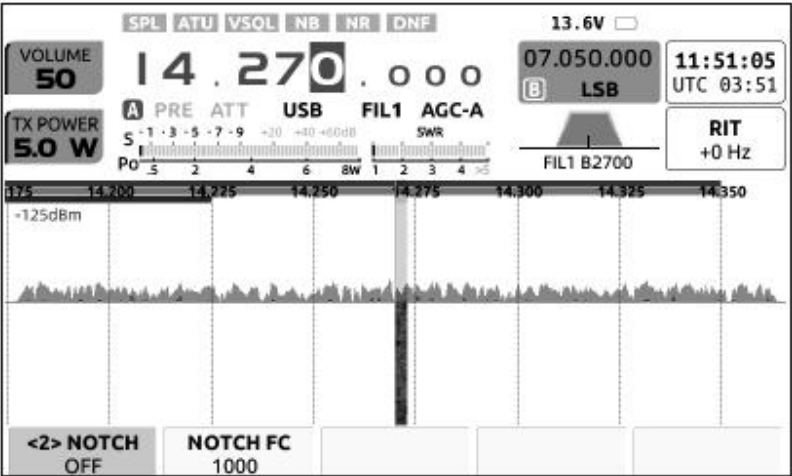 SPL ATU VSQL NB NR DNF 13.6V
VOLUME
50
14.270.000
07.050.000
B LSB
11:51:05
UTC 03:51
A PRE ATT USB FIL1 AGC-A
TX POWER
5.0 W
S 1 3 5 7 9 +20 +40 +60dB SWR
Po .5 2 4 6 8W 1 2 3 4 >5
FIL1 B2700
RIT
+0 Hz
175 14.200 14.225 14.250 14.275 14.300 14.325 14.350
-125dBm
<2> NOTCH
OFF
NOTCH FC
1000